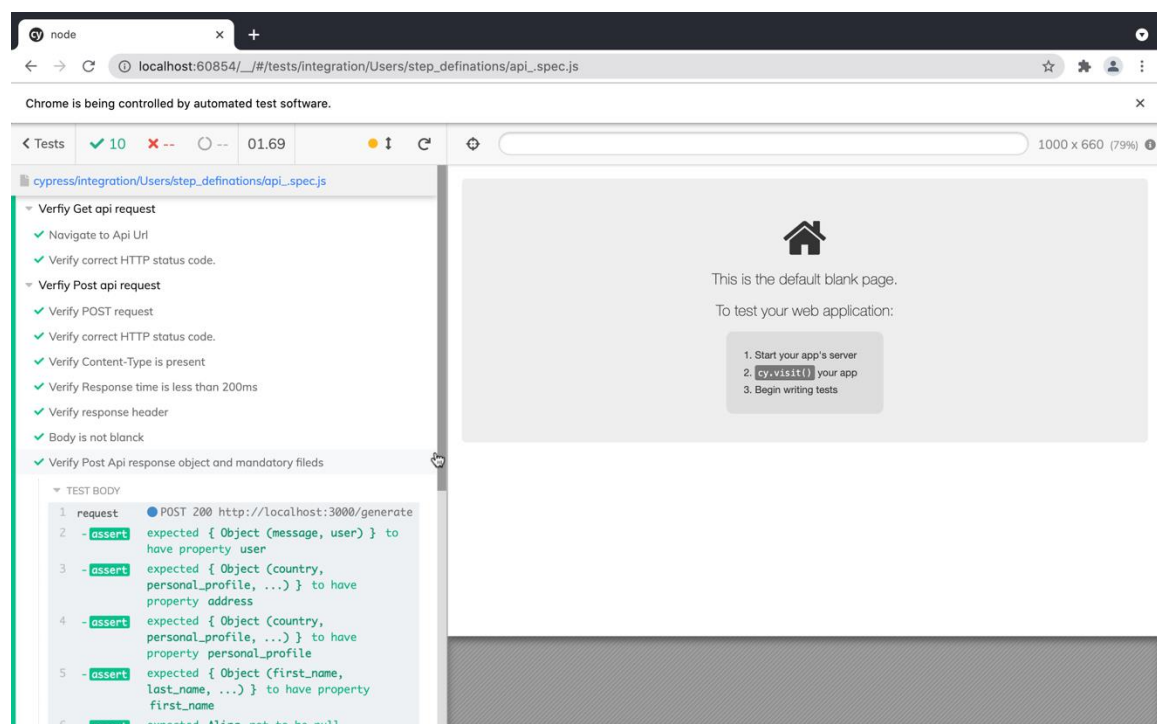 node
localhost:60854/__/#/tests/integration/Users/step_definations/api_.spec.js
Chrome is being controlled by automated test software.
Tests 10 -- -- 01.69
1000 x 660 (79%)
cypress/integration/Users/step_definations/api_.spec.js
Verfiy Get api request
Navigate to Api Url
Verify correct HTTP status code.
Verfiy Post api request
Verify POST request
Verify correct HTTP status code.
Verify Content-Type is present
Verify Response time is less than 200ms
Verify response header
Body is not blanck
Verify Post Api response object and mandatory fileds
TEST BODY
1 request POST 200 http://localhost:3000/generate
2 -assert expected { Object (message, user) } to
have property user
3 -assert expected { Object (country,
personal_profile, ...) } to have
property address
4 -assert expected { Object (country,
personal_profile, ...) } to have
property personal_profile
5 -assert expected { Object (first_name,
last_name, ...) } to have property
first_name
This is the default blank page.
To test your web application:
1. Start your app's server
2. cy.visit() your app
3. Begin writing tests